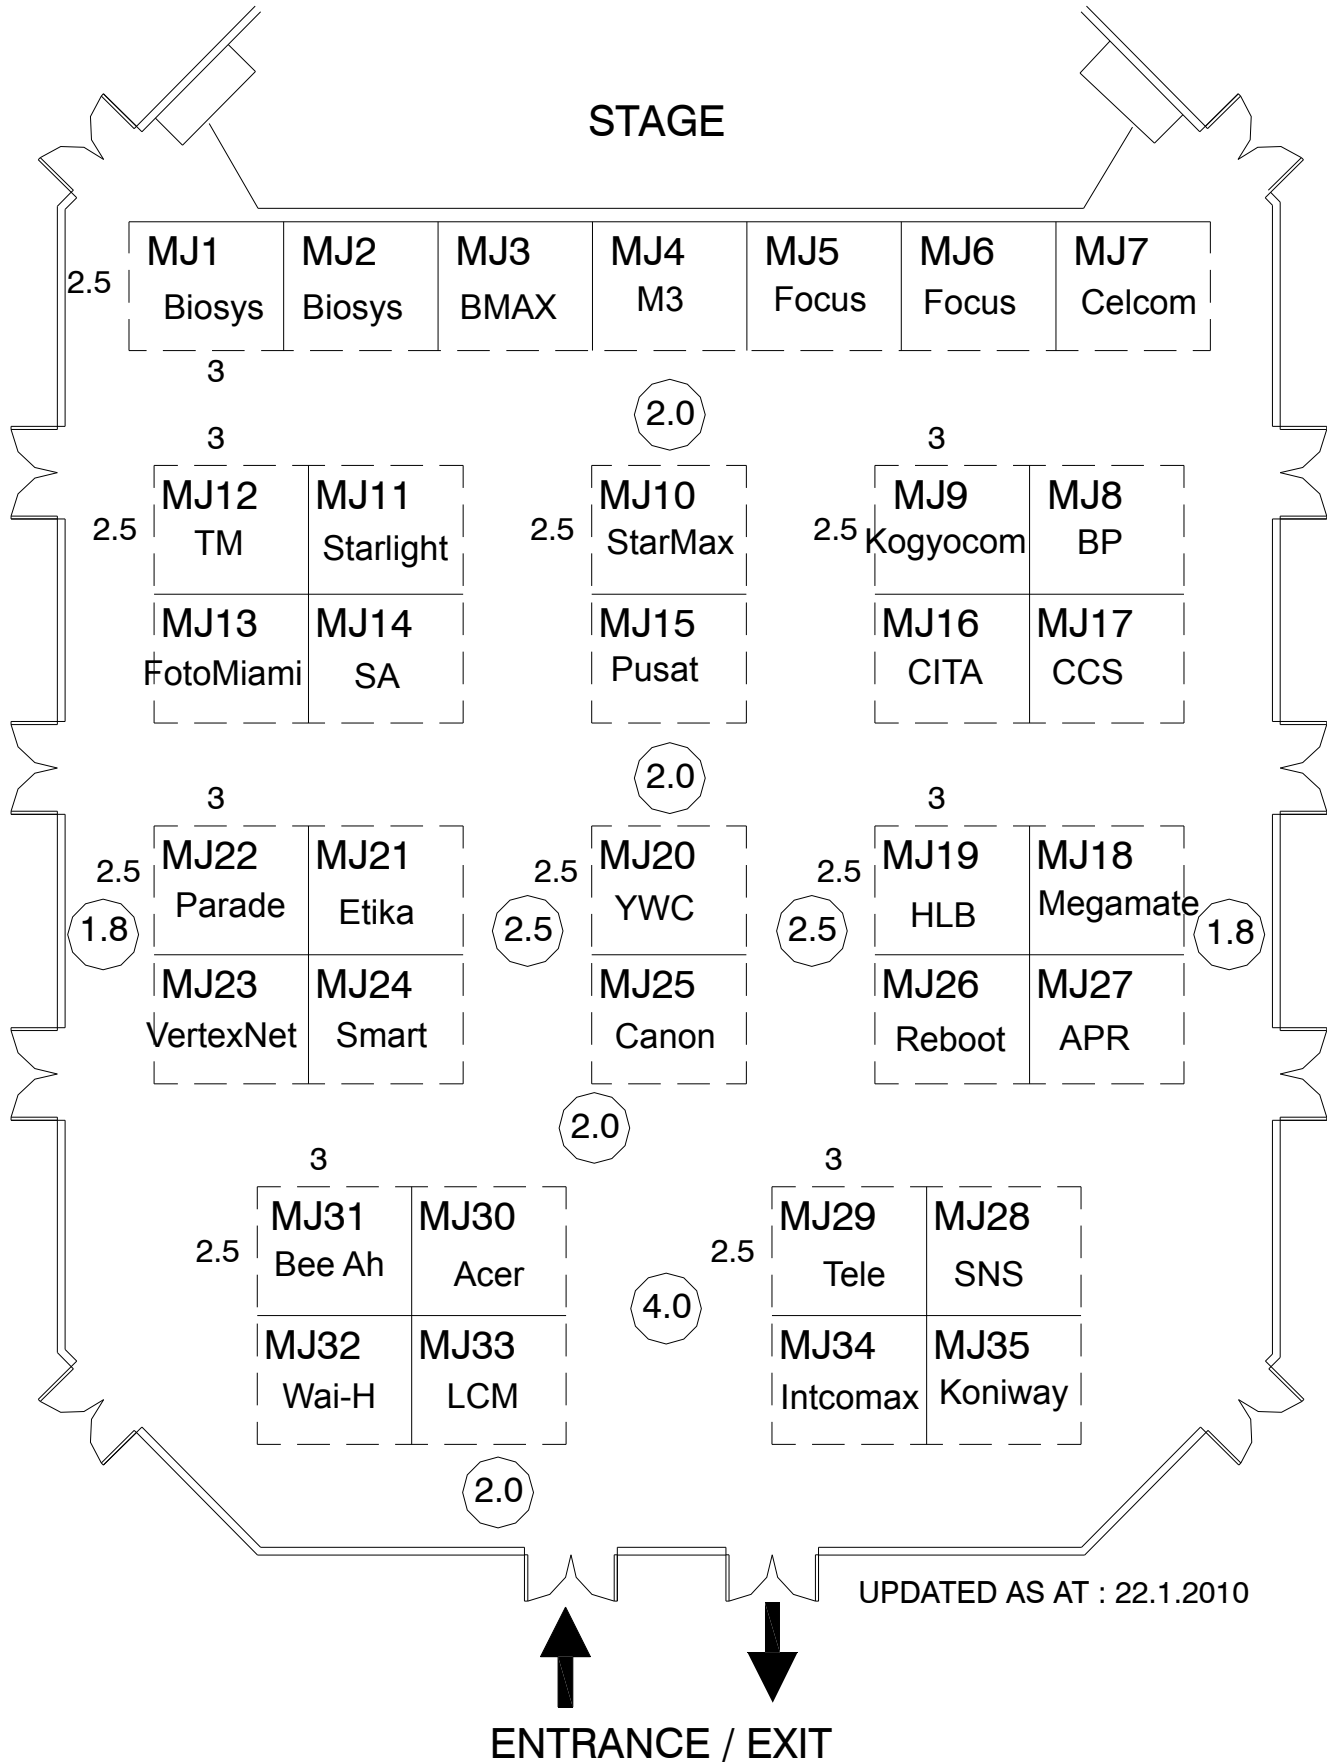 STAGE
MJ1 MJ2 MJ3 MJ4 MJ5 MJ6 MJ7
2.5 Biosys Biosys BMAX M3 Focus Focus Celcom
3
2.0
3 3
MJ12 MJ11 MJ10 MJ9 MJ8
2.5 TM Starlight 2.5 StarMax 2.5 Kogyocom BP
MJ13 MJ14 MJ15 MJ16 MJ17
FotoMiami SA Pusat CITA CCS
2.0
3 3
MJ22 MJ21 MJ20 MJ19 MJ18
2.5 Parade Etika 2.5 YWC 2.5 HLB Megamate
1.8 2.5 2.5 1.8
MJ23 MJ24 MJ25 MJ26 MJ27
VertexNet Smart Canon Reboot APR
2.0
3 3
MJ31 MJ30 MJ29 MJ28
2.5 Bee Ah Acer 2.5 Tele SNS
4.0
MJ32 MJ33 MJ34 MJ35
Wai-H LCM Intcomax Koniway
2.0
UPDATED AS AT : 22.1.2010
ENTRANCE / EXIT